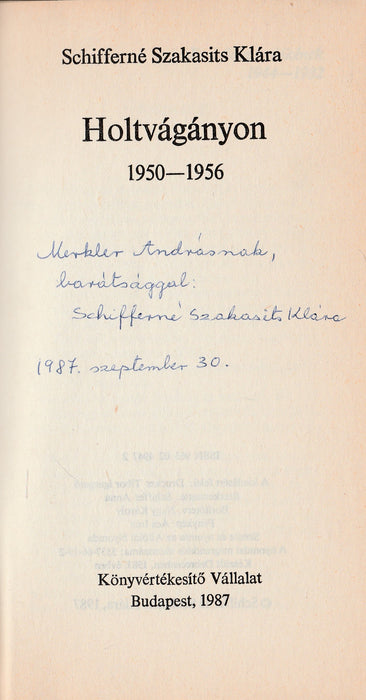 Schifferné Szakasits Klára
Holtvágányon
1950—1956
Merkler Andrásnak,
barátsággal:
Schifferné Szakasits Klára
1987. szeptember 30.
Könyvértékesítő Vállalat
Budapest, 1987